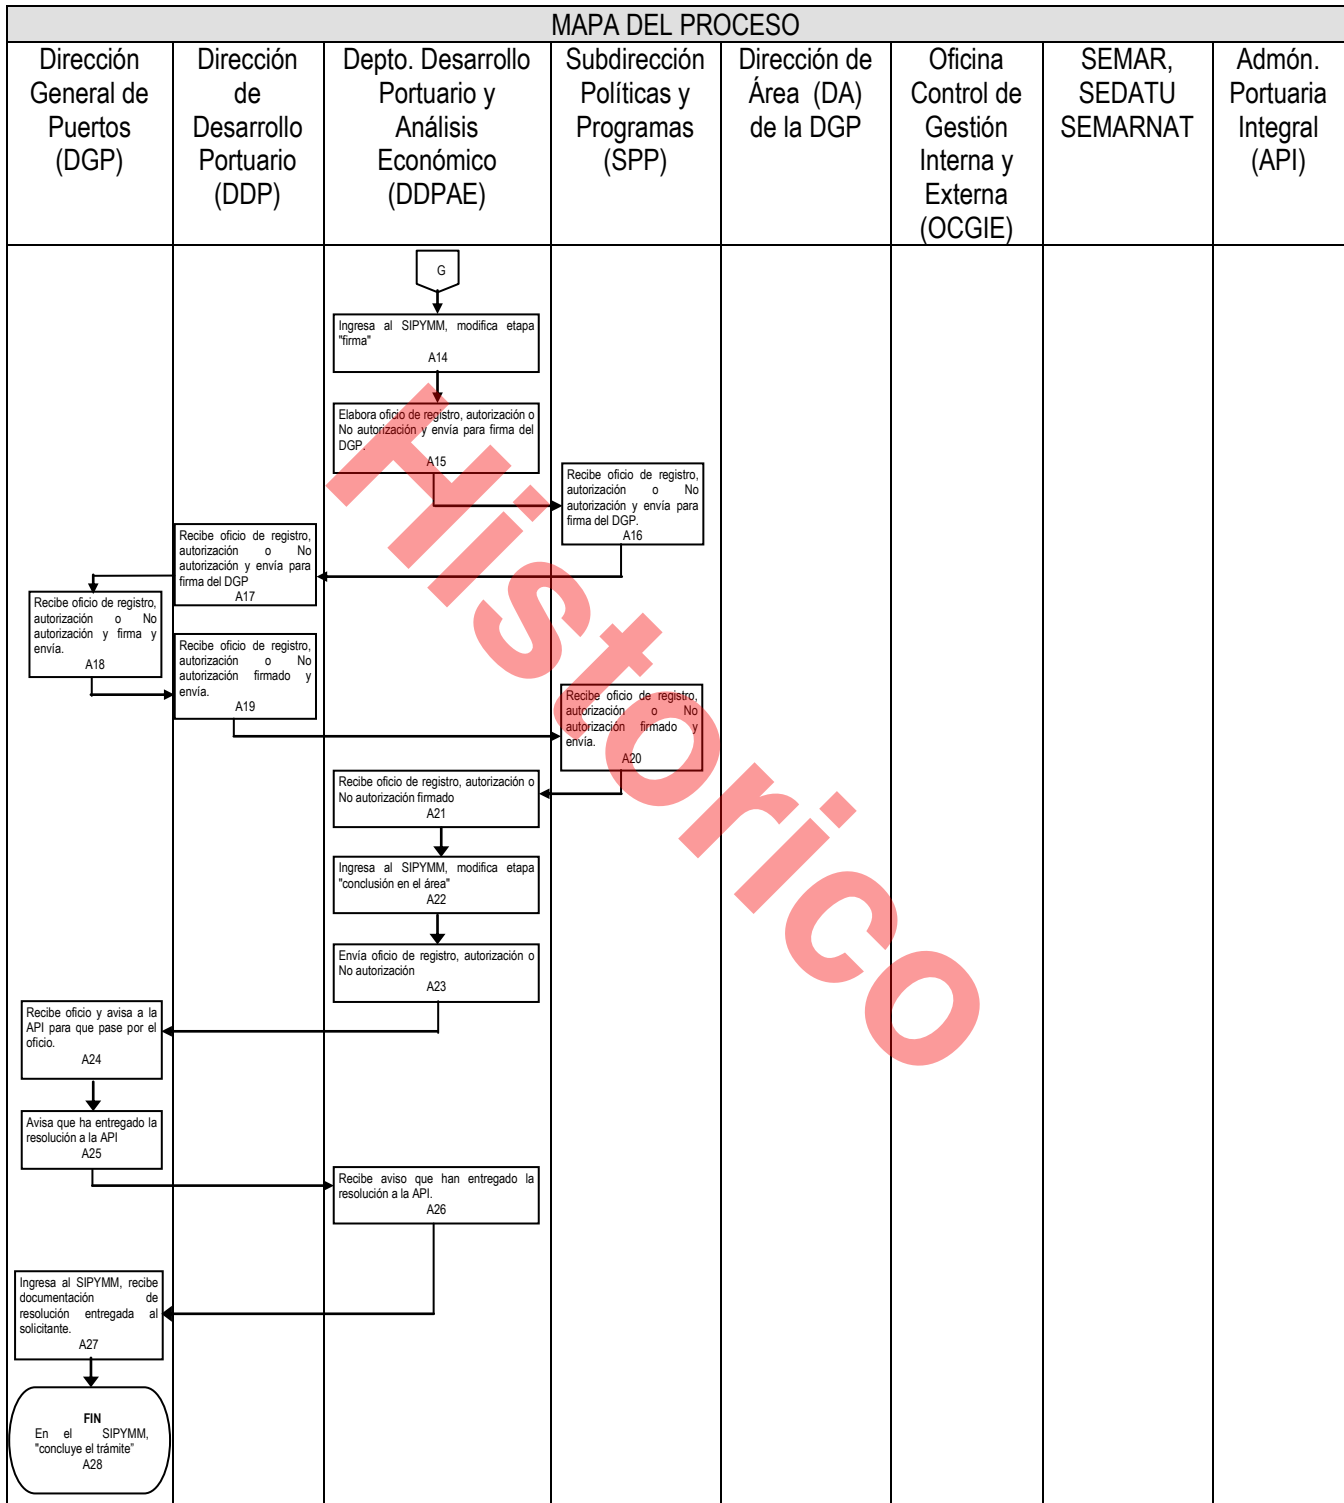 MAPA DEL PROCESO
Dirección
General de
Puertos
(DGP)
Dirección
de
Desarrollo
Portuario
(DDP)
Depto. Desarrollo
Portuario y
Análisis
Económico
(DDPAE)
Subdirección
Políticas y
Programas
(SPP)
Dirección de
Área (DA)
de la DGP
Oficina
Control de
Gestión
Interna y
Externa
(OCGIE)
SEMAR,
SEDATU
SEMARNAT
Admón.
Portuaria
Integral
(API)
G
Ingresa al SIPYMM, modifica etapa
"firma"
A14
Elabora oficio de registro, autorización o
No autorización y envía para firma del
DGP.
A15
Recibe oficio de registro,
autorización o No
autorización y envía para
firma del DGP.
A16
Recibe oficio de registro,
autorización o No
autorización y envía para
firma del DGP
A17
Recibe oficio de registro,
autorización o No
autorización y firma y
envía.
A18
Recibe oficio de registro,
autorización o No
autorización firmado y
envía.
A19
Recibe oficio de registro,
autorización o No
autorización firmado y
envía.
A20
Recibe oficio de registro, autorización o
No autorización firmado
A21
Ingresa al SIPYMM, modifica etapa
"conclusión en el área"
A22
Envía oficio de registro, autorización o
No autorización
A23
Recibe oficio y avisa a la
API para que pase por el
oficio.
A24
Avisa que ha entregado la
resolución a la API
A25
Recibe aviso que han entregado la
resolución a la API.
A26
Ingresa al SIPYMM, recibe
documentación de
resolución entregada al
solicitante.
A27
FIN
En el SIPYMM,
"concluye el trámite"
A28
Historico